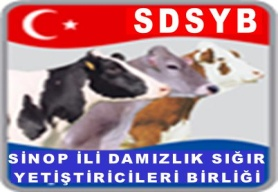 SDSYB
SİNOP İLİ DAMIZLIK SIĞIR
YETİŞTİRİCİLERİ BİRLİĞİ